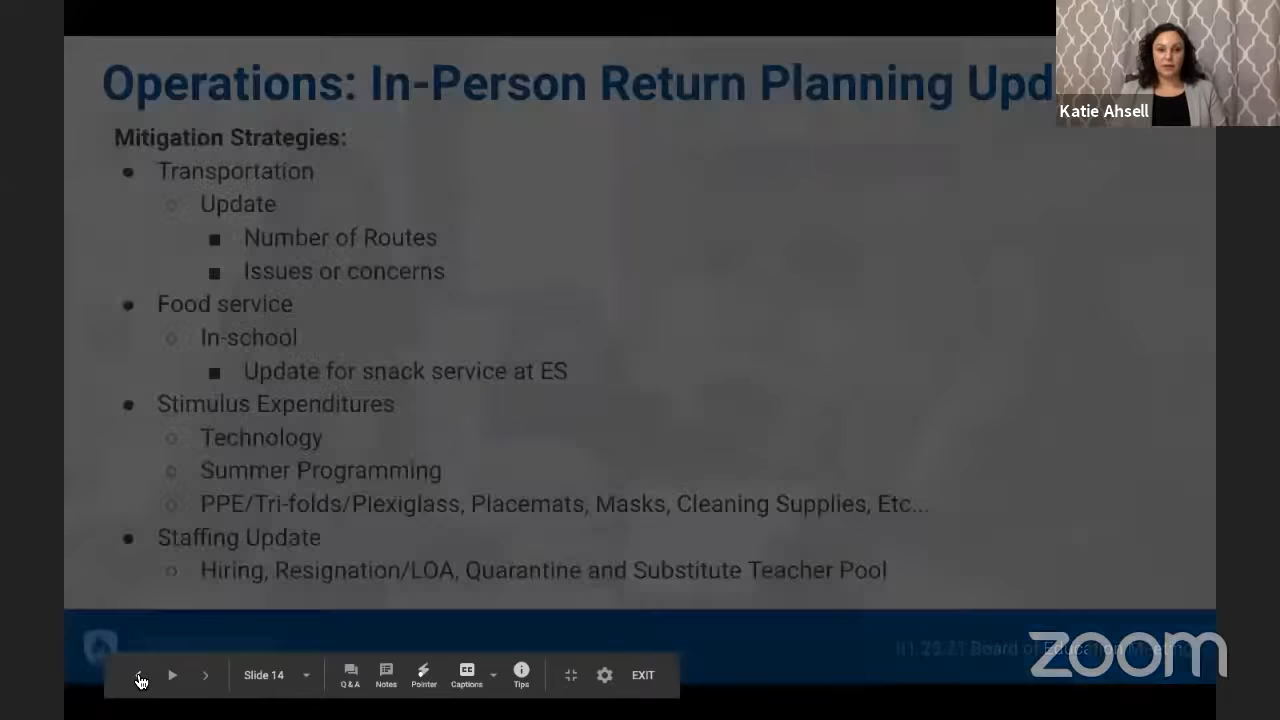 Operations: In-Person Return Planning Upd
Katie Ahsell
Mitigation Strategies:
Transportation
Update
Number of Routes
Issues or concerns
Food service
In-school
Update for snack service at ES
Stimulus Expenditures
Technology
Summer Programming
PPE/Tri-folds/Plexiglass, Placemats, Masks, Cleaning Supplies, Etc...
Staffing Update
Hiring, Resignation/LOA, Quarantine and Substitute Teacher Pool
Board of Education Meeting
zoom
Slide 14
Q & A
Notes
Pointer
Captions
Tips
EXIT